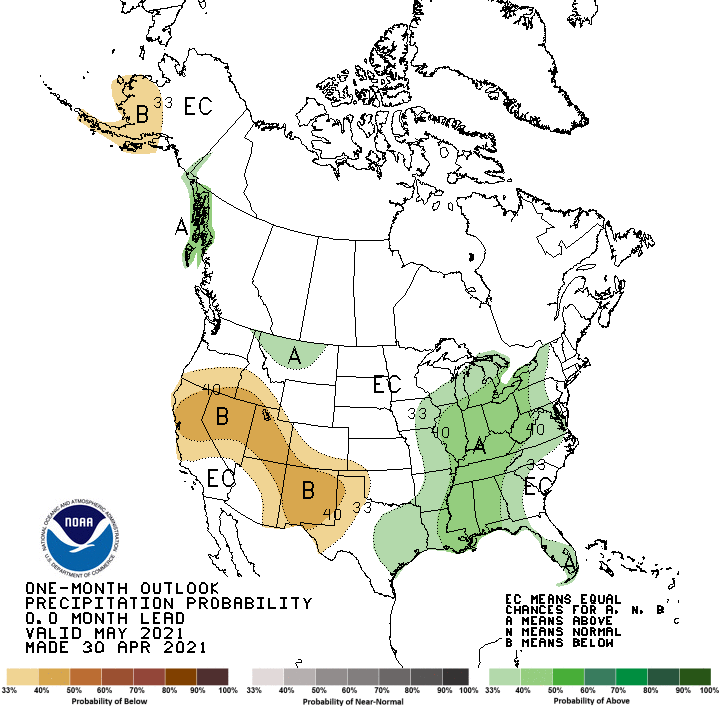 B
33
EC
A
A
EC
40
B
33
40
A
40
33
EC
EC
B
40
33
A
NATIONAL OCEANIC AND ATMOSPHERIC ADMINISTRATION
NOAA
U.S. DEPARTMENT OF COMMERCE
ONE-MONTH OUTLOOK
PRECIPITATION PROBABILITY
0.0 MONTH LEAD
VALID MAY 2021
MADE 30 APR 2021
EC MEANS EQUAL
CHANCES FOR A, N, B
A MEANS ABOVE
N MEANS NORMAL
B MEANS BELOW
33% 40% 50% 60% 70% 80% 90% 100%
Probability of Below
33% 40% 50% 60% 70% 80% 90% 100%
Probability of Near-Normal
33% 40% 50% 60% 70% 80% 90% 100%
Probability of Above